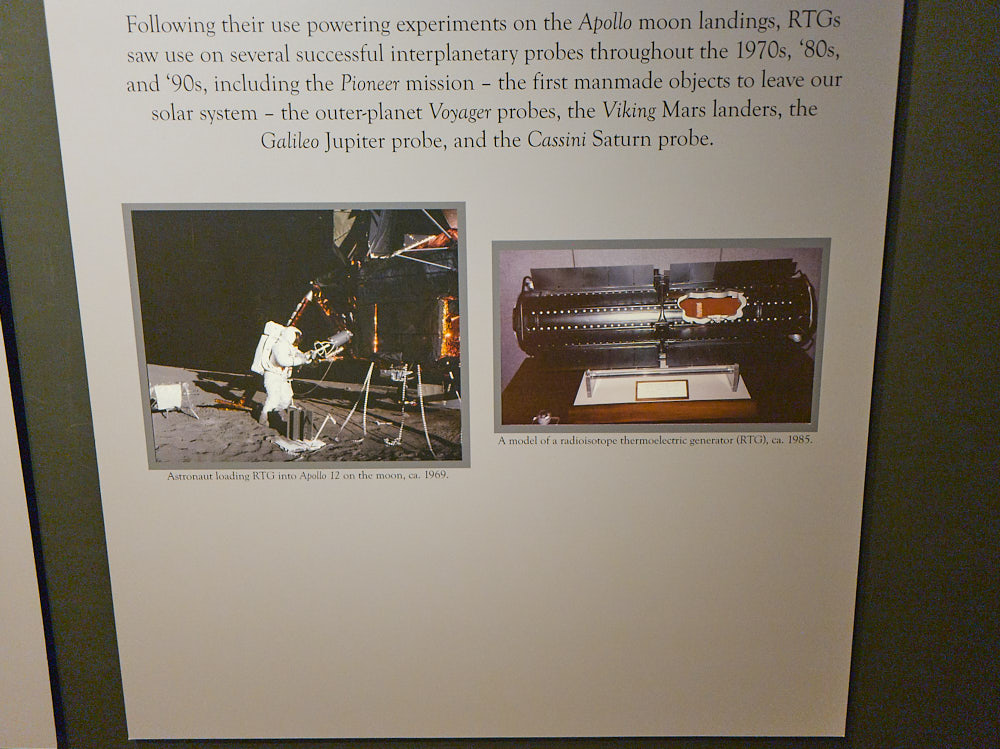 Following their use powering experiments on the Apollo moon landings, RTGs
saw use on several successful interplanetary probes throughout the 1970s, ‘80s,
and ‘90s, including the Pioneer mission – the first manmade objects to leave our
solar system – the outer-planet Voyager probes, the Viking Mars landers, the
Galileo Jupiter probe, and the Cassini Saturn probe.
A model of a radioisotope thermoelectric generator (RTG), ca. 1985.
Astronaut loading RTG into Apollo 12 on the moon, ca. 1969.